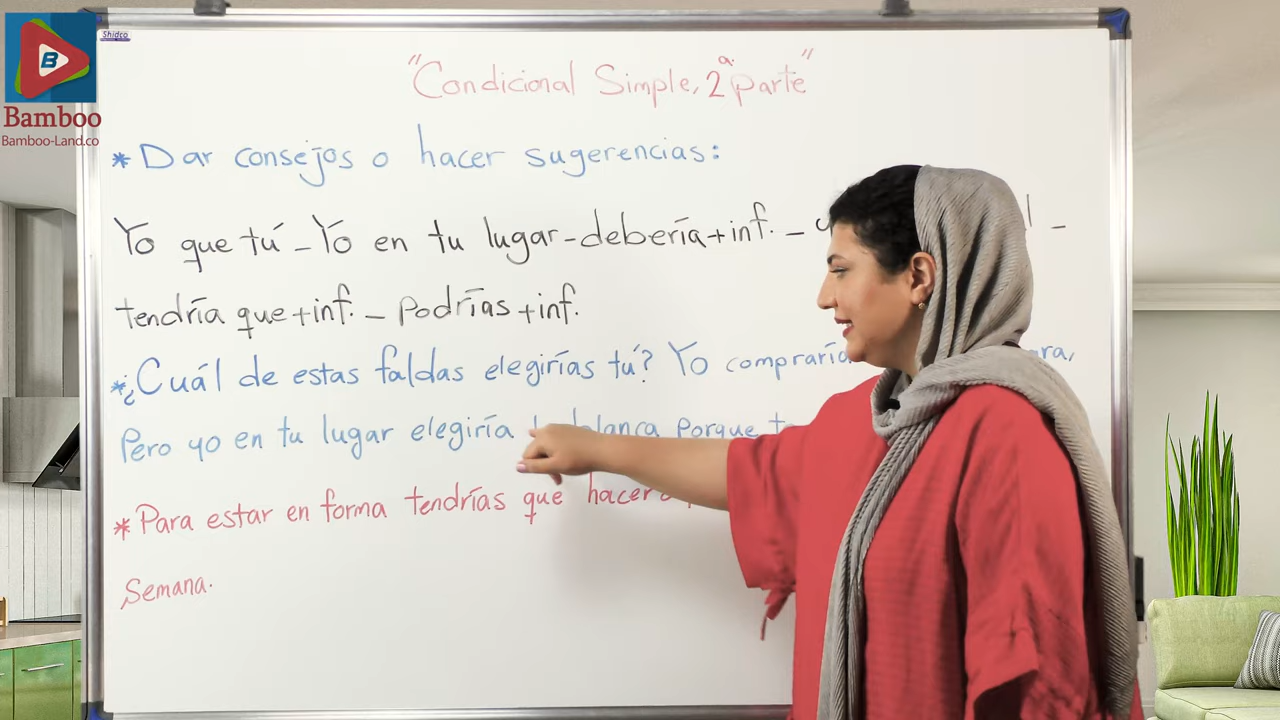 B
Bamboo
Bamboo-Land.co
Shidco
"Condicional Simple, 2ª parte"
* Dar consejos o hacer sugerencias:
Yo que tú - Yo en tu lugar - debería + inf. -
tendría que + inf. - podrías + inf.
* ¿Cuál de estas faldas elegirías tú? Yo compraría
Pero yo en tu lugar elegiría blanca porque
* Para estar en forma tendrías que hacer
Semana.